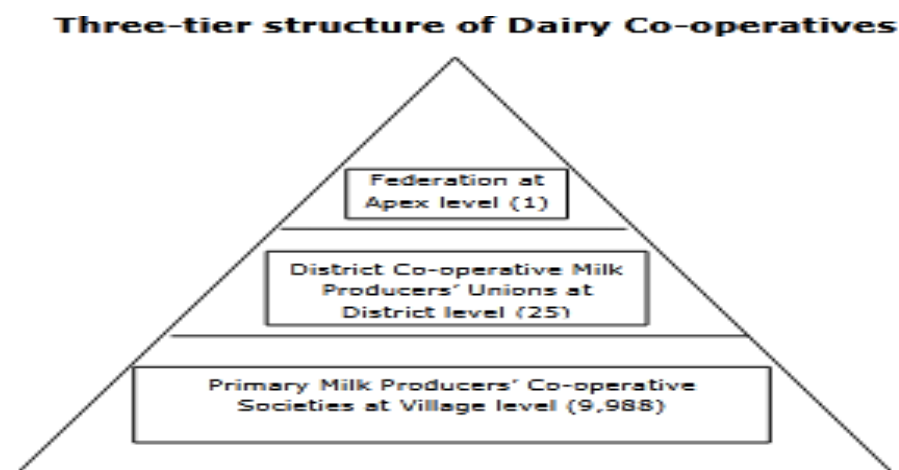 Three-tier structure of Dairy Co-operatives
Federation at
Apex level (1)
District Co-operative Milk
Producers’ Unions at
District level (25)
Primary Milk Producers’ Co-operative
Societies at Village level (9,988)